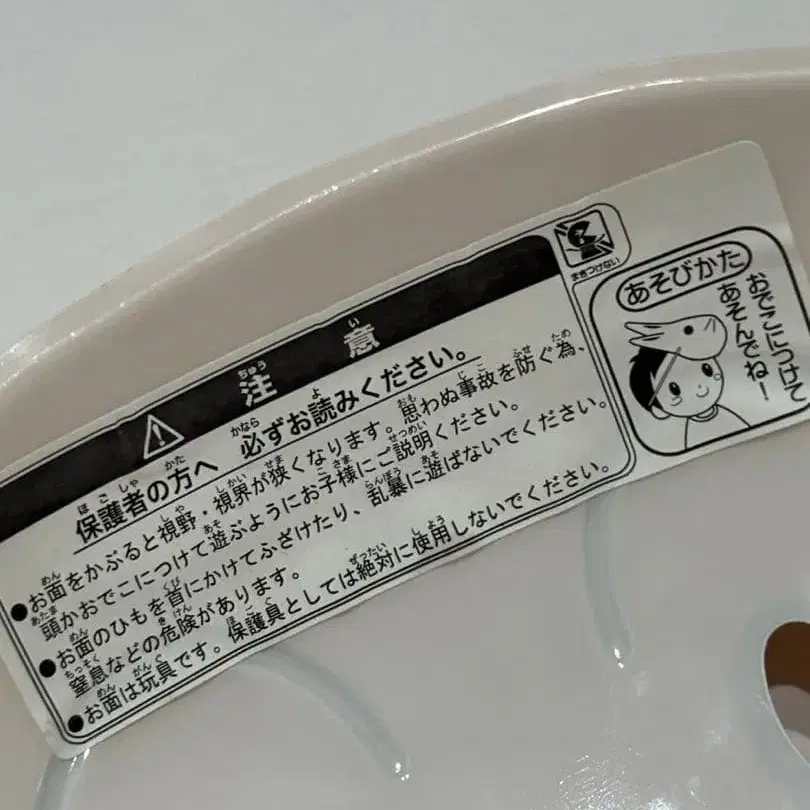 注意
保護者の方へ 必ずお読みください。
●お面をかぶると視野・視界が狭くなります。思わぬ事故を防ぐ為、
頭かおでこにつけて遊ぶようにお子様にご説明ください。
●お面のひもを首にかけてふざけたり、乱暴に遊ばないでください。
窒息などの危険があります。
●お面は玩具です。保護具としては絶対に使用しないでください。
まきつけない
あそびかた
おでこにつけて
あそんでね!